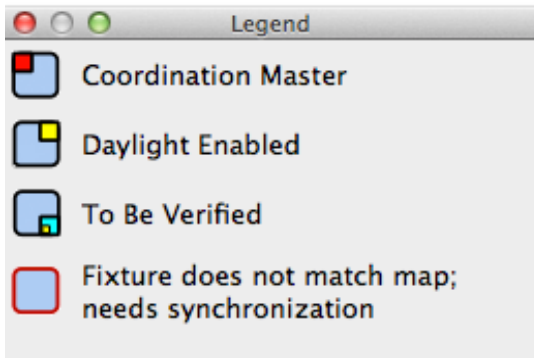 Legend
Coordination Master
Daylight Enabled
To Be Verified
Fixture does not match map;
needs synchronization